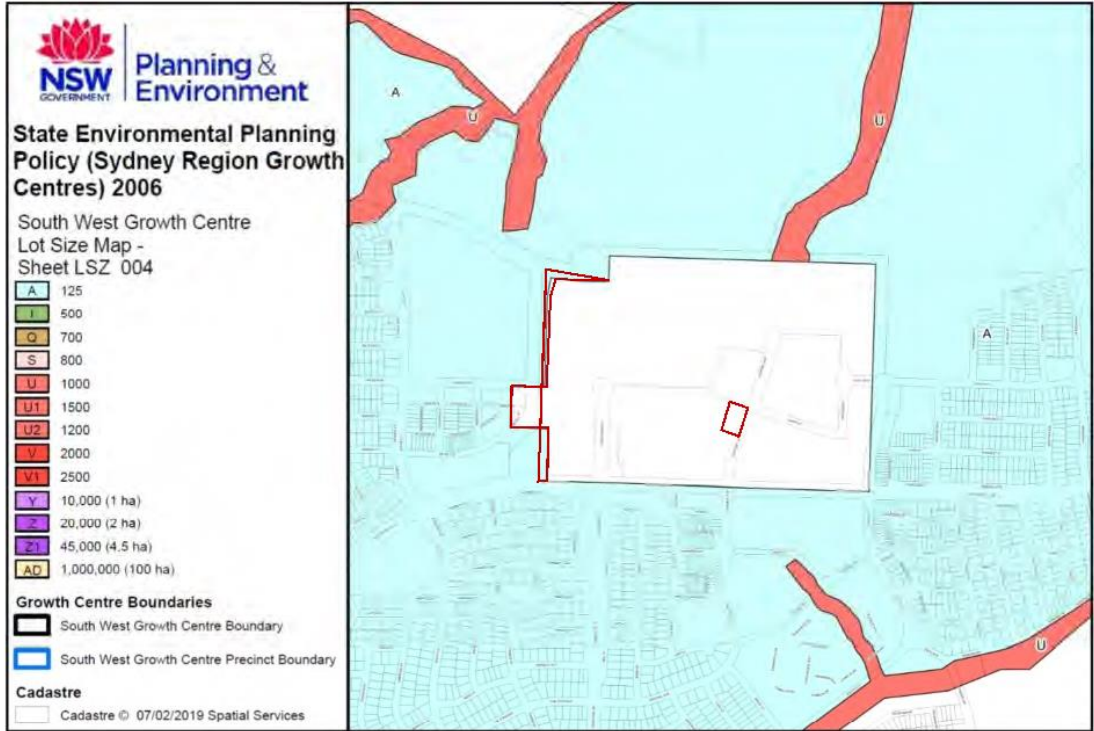 NSW
GOVERNMENT
Planning &
Environment
State Environmental Planning
Policy (Sydney Region Growth
Centres) 2006
South West Growth Centre
Lot Size Map -
Sheet LSZ_004
A 125
I 500
Q 700
S 800
U 1000
U1 1500
U2 1200
V 2000
V1 2500
Y 10,000 (1 ha)
Z 20,000 (2 ha)
Z1 45,000 (4.5 ha)
AD 1,000,000 (100 ha)
Growth Centre Boundaries
South West Growth Centre Boundary
South West Growth Centre Precinct Boundary
Cadastre
Cadastre © 07/02/2019 Spatial Services
A
U
U
A
U